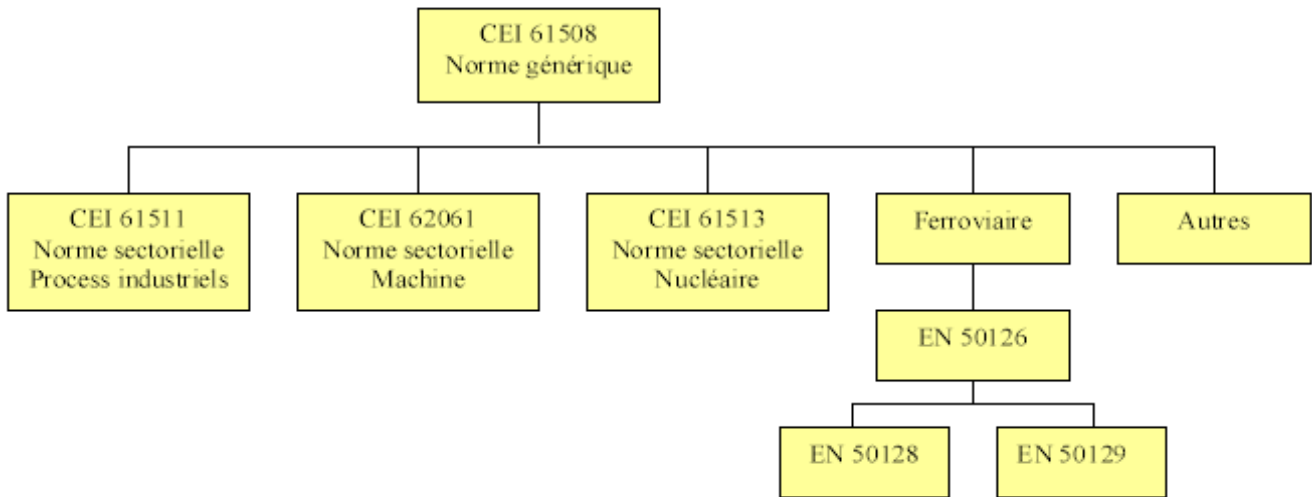 CEI 61508
Norme générique
CEI 61511
Norme sectorielle
Process industriels
CEI 62061
Norme sectorielle
Machine
CEI 61513
Norme sectorielle
Nucléaire
Ferroviaire
Autres
EN 50126
EN 50128
EN 50129